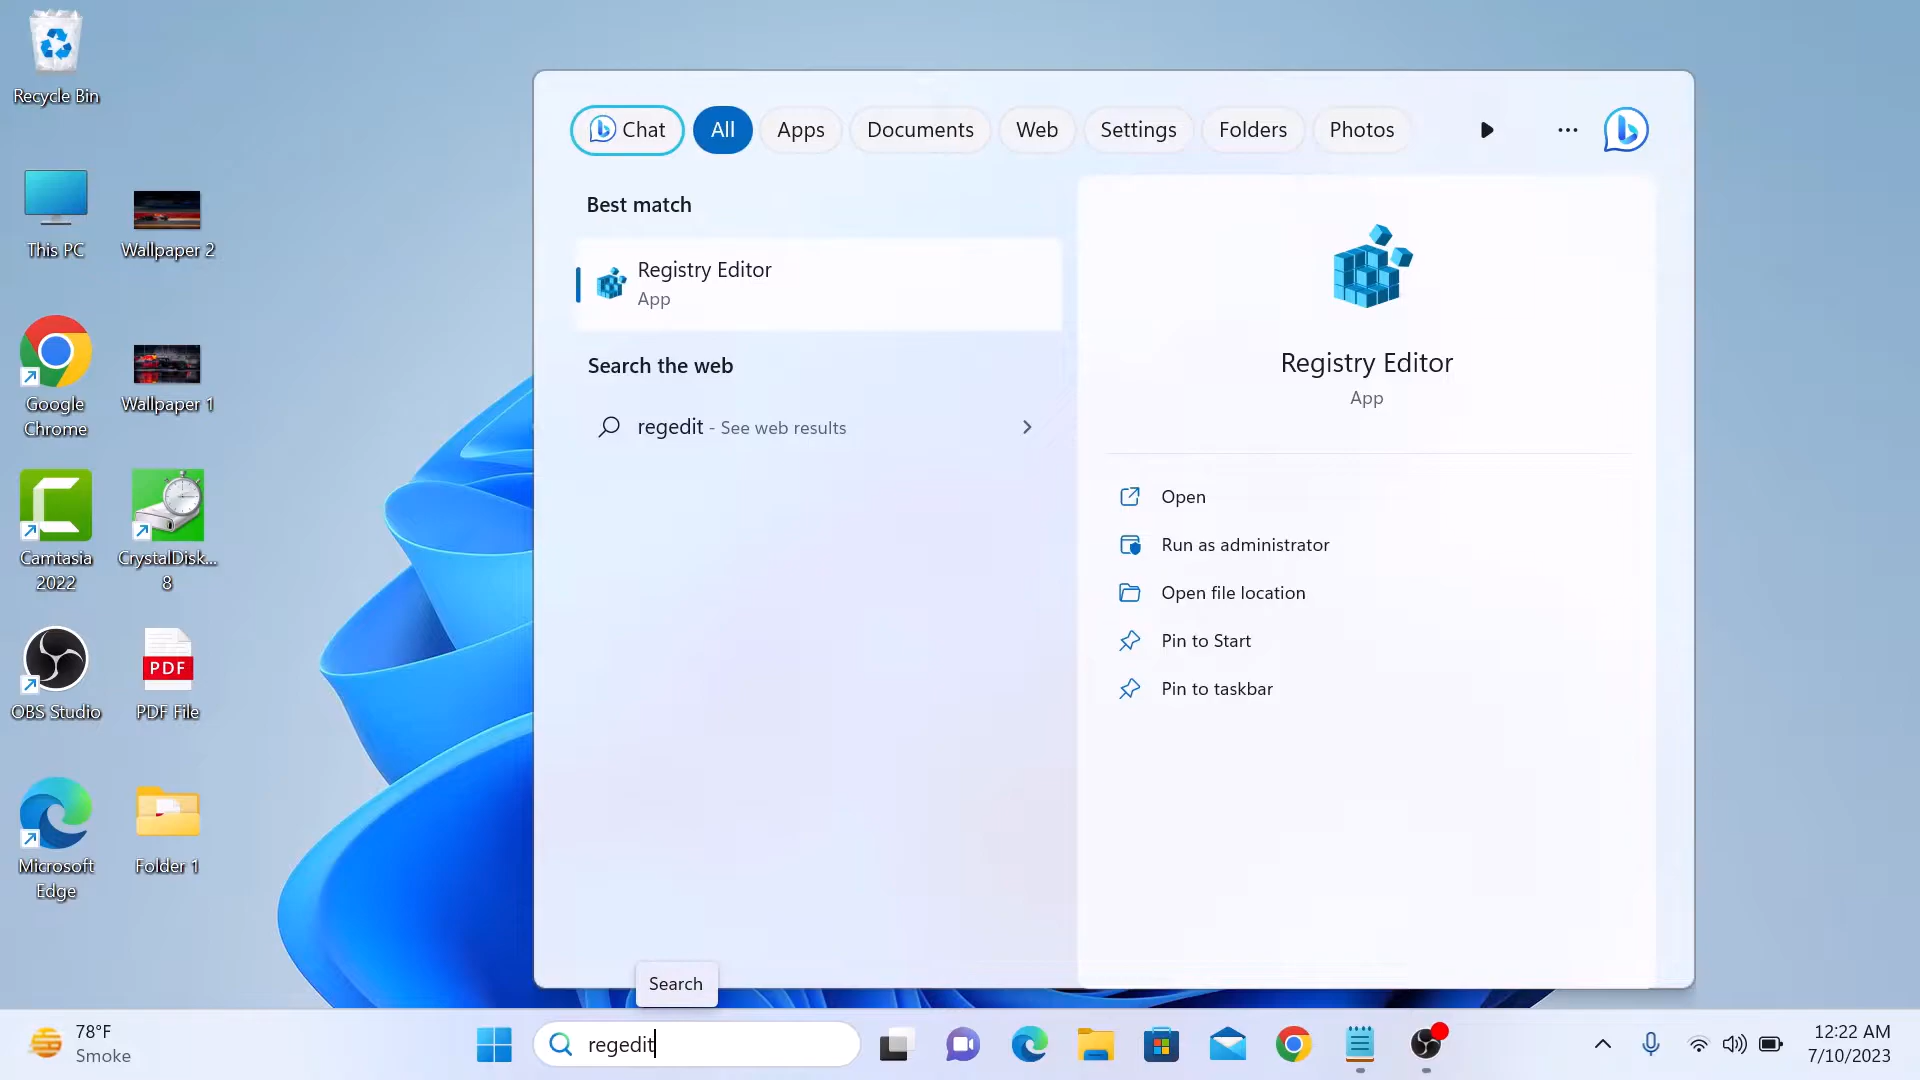 Recycle Bin
This PC
Wallpaper 2
Google
Chrome
Wallpaper 1
Camtasia
2022
CrystalDisk...
8
OBS Studio
PDF
PDF File
Microsoft
Edge
Folder 1
Chat
All
Apps
Documents
Web
Settings
Folders
Photos
Best match
Registry Editor
App
Search the web
regedit - See web results
Registry Editor
App
Open
Run as administrator
Open file location
Pin to Start
Pin to taskbar
Search
78°F
Smoke
regedit
12:22 AM
7/10/2023